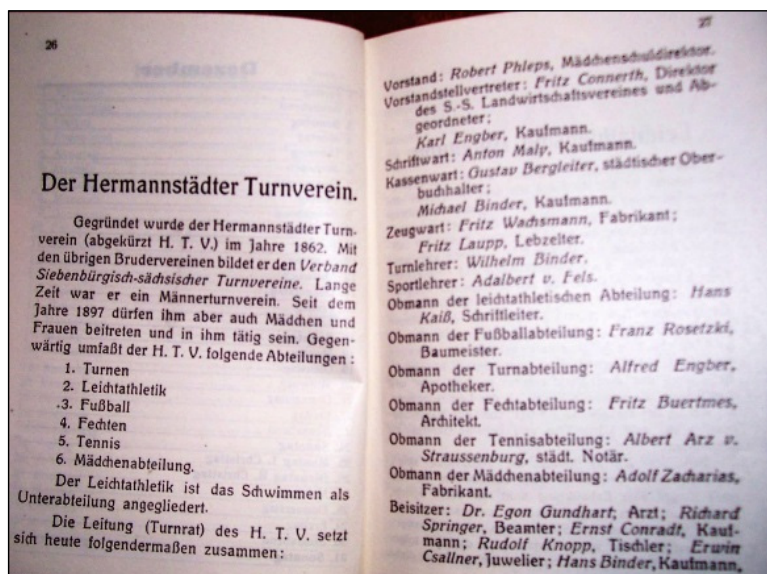 26
Der Hermannstädter Turnverein.
Gegründet wurde der Hermannstädter Turn-
verein (abgekürzt H. T. V.) im Jahre 1862. Mit
den übrigen Brudervereinen bildet er den Verband
Siebenbürgisch-sächsischer Turnvereine. Lange
Zeit war er ein Männerturnverein. Seit dem
Jahre 1897 dürfen ihm aber auch Mädchen und
Frauen beitreten und in ihm tätig sein. Gegen-
wärtig umfaßt der H. T. V. folgende Abteilungen:
1. Turnen
2. Leichtathletik
3. Fußball
4. Fechten
5. Tennis
6. Mädchenabteilung.
Der Leichtathletik ist das Schwimmen als
Unterabteilung angegliedert.
Die Leitung (Turnrat) des H. T. V. setzt
sich heute folgendermaßen zusammen:
27
Vorstand: Robert Phleps, Mädchenschuldirektor.
Vorstandstellvertreter: Fritz Connerth, Direktor
des S.-S. Landwirtschaftsvereines und Ab-
geordneter;
Karl Engber, Kaufmann.
Schriftwart: Anton Maly, Kaufmann.
Kassenwart: Gustav Bergleiter, städtischer Ober-
buchhalter;
Michael Binder, Kaufmann.
Zeugwart: Fritz Wachsmann, Fabrikant;
Fritz Laupp, Lebzelter.
Turnlehrer: Wilhelm Binder.
Sportlehrer: Adalbert v. Fels.
Obmann der leichtathletischen Abteilung: Hans
Kaiß, Schriftleiter.
Obmann der Fußballabteilung: Franz Rosetzki,
Baumeister.
Obmann der Turnabteilung: Alfred Engber,
Apotheker.
Obmann der Fechtabteilung: Fritz Buertmes,
Architekt.
Obmann der Tennisabteilung: Albert Arz v.
Straussenburg, städt. Notär.
Obmann der Mädchenabteilung: Adolf Zacharias,
Fabrikant.
Beisitzer: Dr. Egon Gundhart, Arzt; Richard
Springer, Beamter; Ernst Conradt, Kauf-
mann; Rudolf Knopp, Tischler; Erwin
Csallner, Juwelier; Hans Binder, Kaufmann,